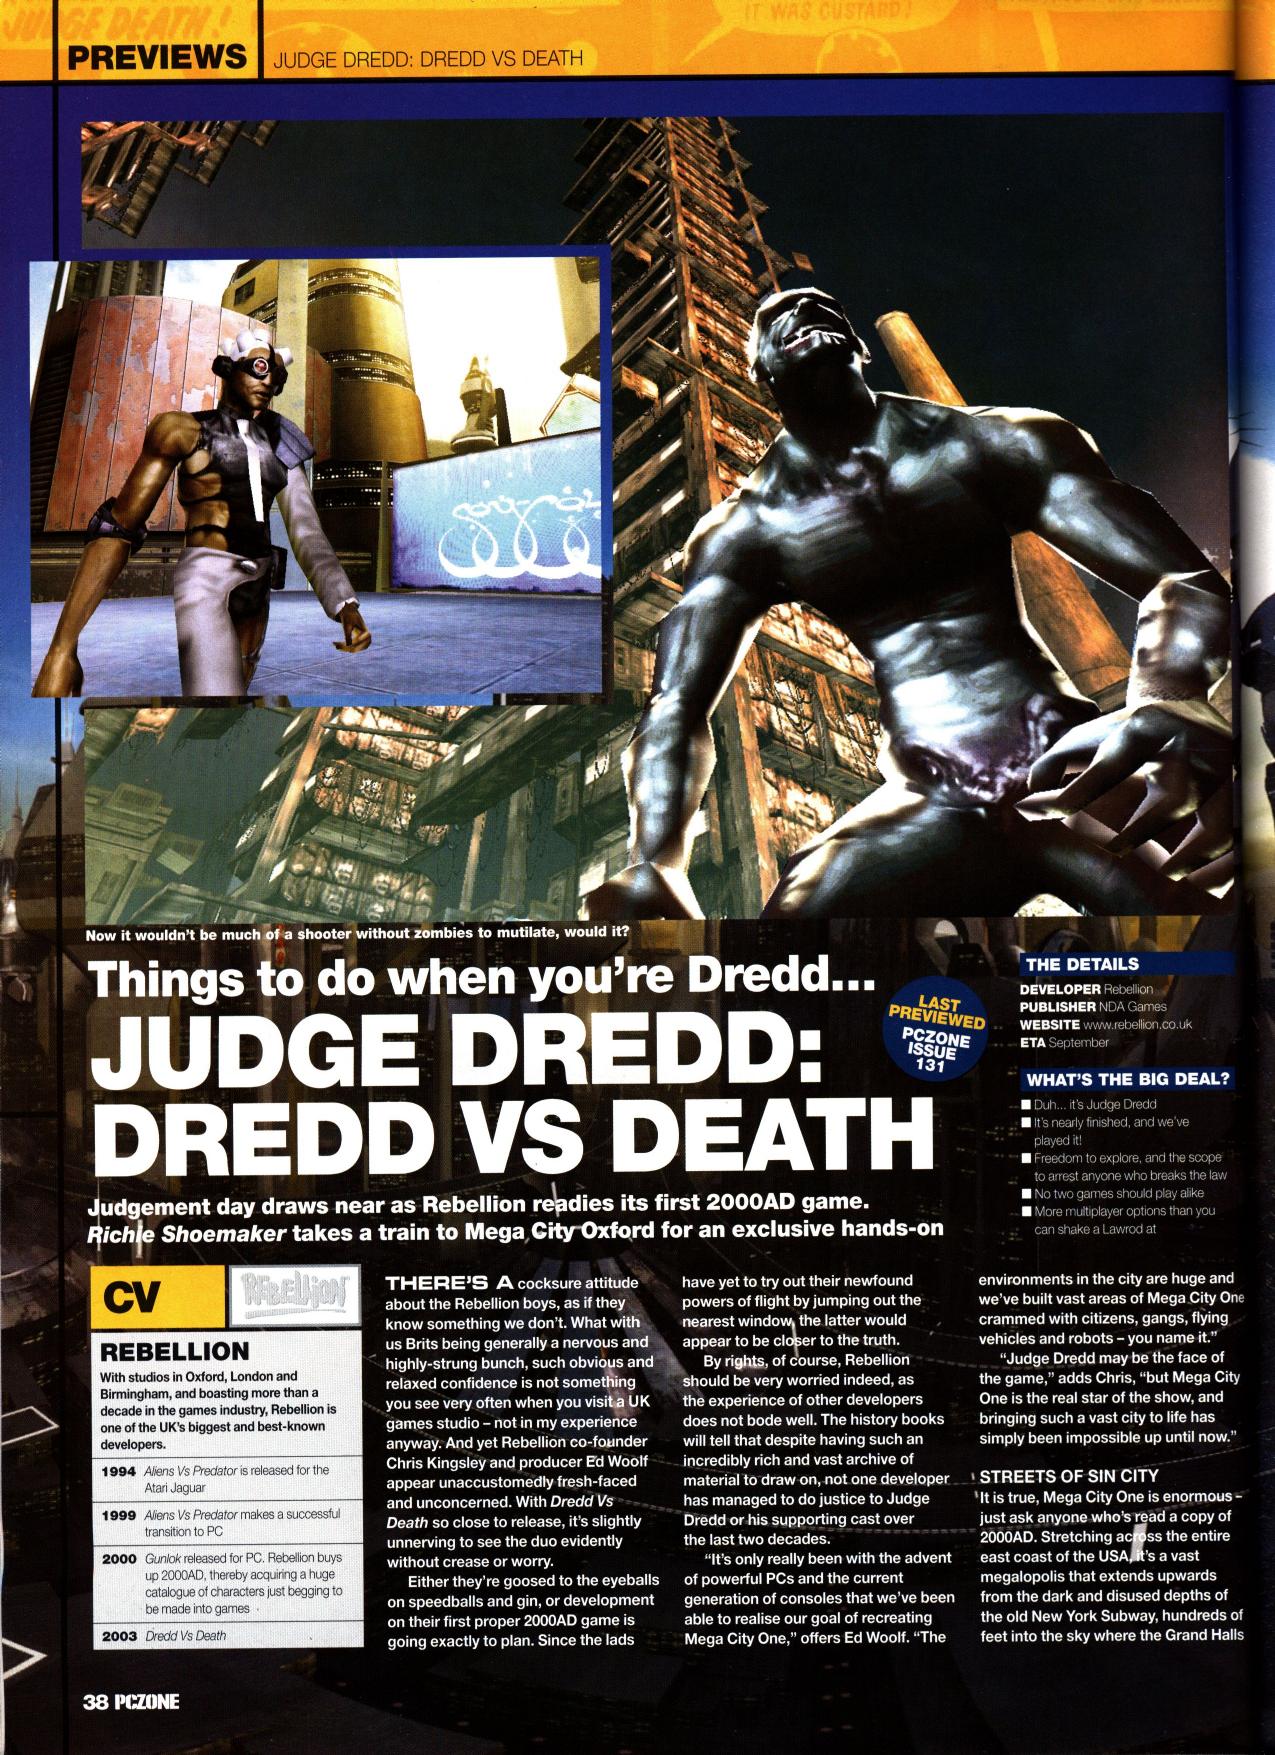 JUDGE DEATH!
IT WAS CUSTARD!
PREVIEWS
JUDGE DREDD: DREDD VS DEATH
Now it wouldn't be much of a shooter without zombies to mutilate, would it?
Things to do when you're Dredd...
JUDGE DREDD:
DREDD VS DEATH
LAST
PREVIEWED
PCZONE
ISSUE
131
Judgement day draws near as Rebellion readies its first 2000AD game.
Richie Shoemaker takes a train to Mega City Oxford for an exclusive hands-on
THE DETAILS
DEVELOPER Rebellion
PUBLISHER NDA Games
WEBSITE www.rebellion.co.uk
ETA September
WHAT'S THE BIG DEAL?
■ Duh... it's Judge Dredd
■ It's nearly finished, and we've
played it!
■ Freedom to explore, and the scope
to arrest anyone who breaks the law
■ No two games should play alike
■ More multiplayer options than you
can shake a Lawrod at
CV
REBELLION
REBELLION
With studios in Oxford, London and
Birmingham, and boasting more than a
decade in the games industry, Rebellion is
one of the UK's biggest and best-known
developers.
1994 Aliens Vs Predator is released for the
Atari Jaguar
1999 Aliens Vs Predator makes a successful
transition to PC
2000 Gunlok released for PC. Rebellion buys
up 2000AD, thereby acquiring a huge
catalogue of characters just begging to
be made into games
2003 Dredd Vs Death
THERE'S A cocksure attitude
about the Rebellion boys, as if they
know something we don't. What with
us Brits being generally a nervous and
highly-strung bunch, such obvious and
relaxed confidence is not something
you see very often when you visit a UK
games studio – not in my experience
anyway. And yet Rebellion co-founder
Chris Kingsley and producer Ed Woolf
appear unaccustomedly fresh-faced
and unconcerned. With Dredd Vs
Death so close to release, it's slightly
unnerving to see the duo evidently
without crease or worry.
Either they're goosed to the eyeballs
on speedballs and gin, or development
on their first proper 2000AD game is
going exactly to plan. Since the lads
have yet to try out their newfound
powers of flight by jumping out the
nearest window, the latter would
appear to be closer to the truth.
By rights, of course, Rebellion
should be very worried indeed, as
the experience of other developers
does not bode well. The history books
will tell that despite having such an
incredibly rich and vast archive of
material to draw on, not one developer
has managed to do justice to Judge
Dredd or his supporting cast over
the last two decades.
"It's only really been with the advent
of powerful PCs and the current
generation of consoles that we've been
able to realise our goal of recreating
Mega City One," offers Ed Woolf. "The
environments in the city are huge and
we've built vast areas of Mega City One
crammed with citizens, gangs, flying
vehicles and robots – you name it."
"Judge Dredd may be the face of
the game," adds Chris, "but Mega City
One is the real star of the show, and
bringing such a vast city to life has
simply been impossible up until now."
STREETS OF SIN CITY
It is true, Mega City One is enormous –
just ask anyone who's read a copy of
2000AD. Stretching across the entire
east coast of the USA, it's a vast
megalopolis that extends upwards
from the dark and disused depths of
the old New York Subway, hundreds of
feet into the sky where the Grand Halls
38 PCZONE